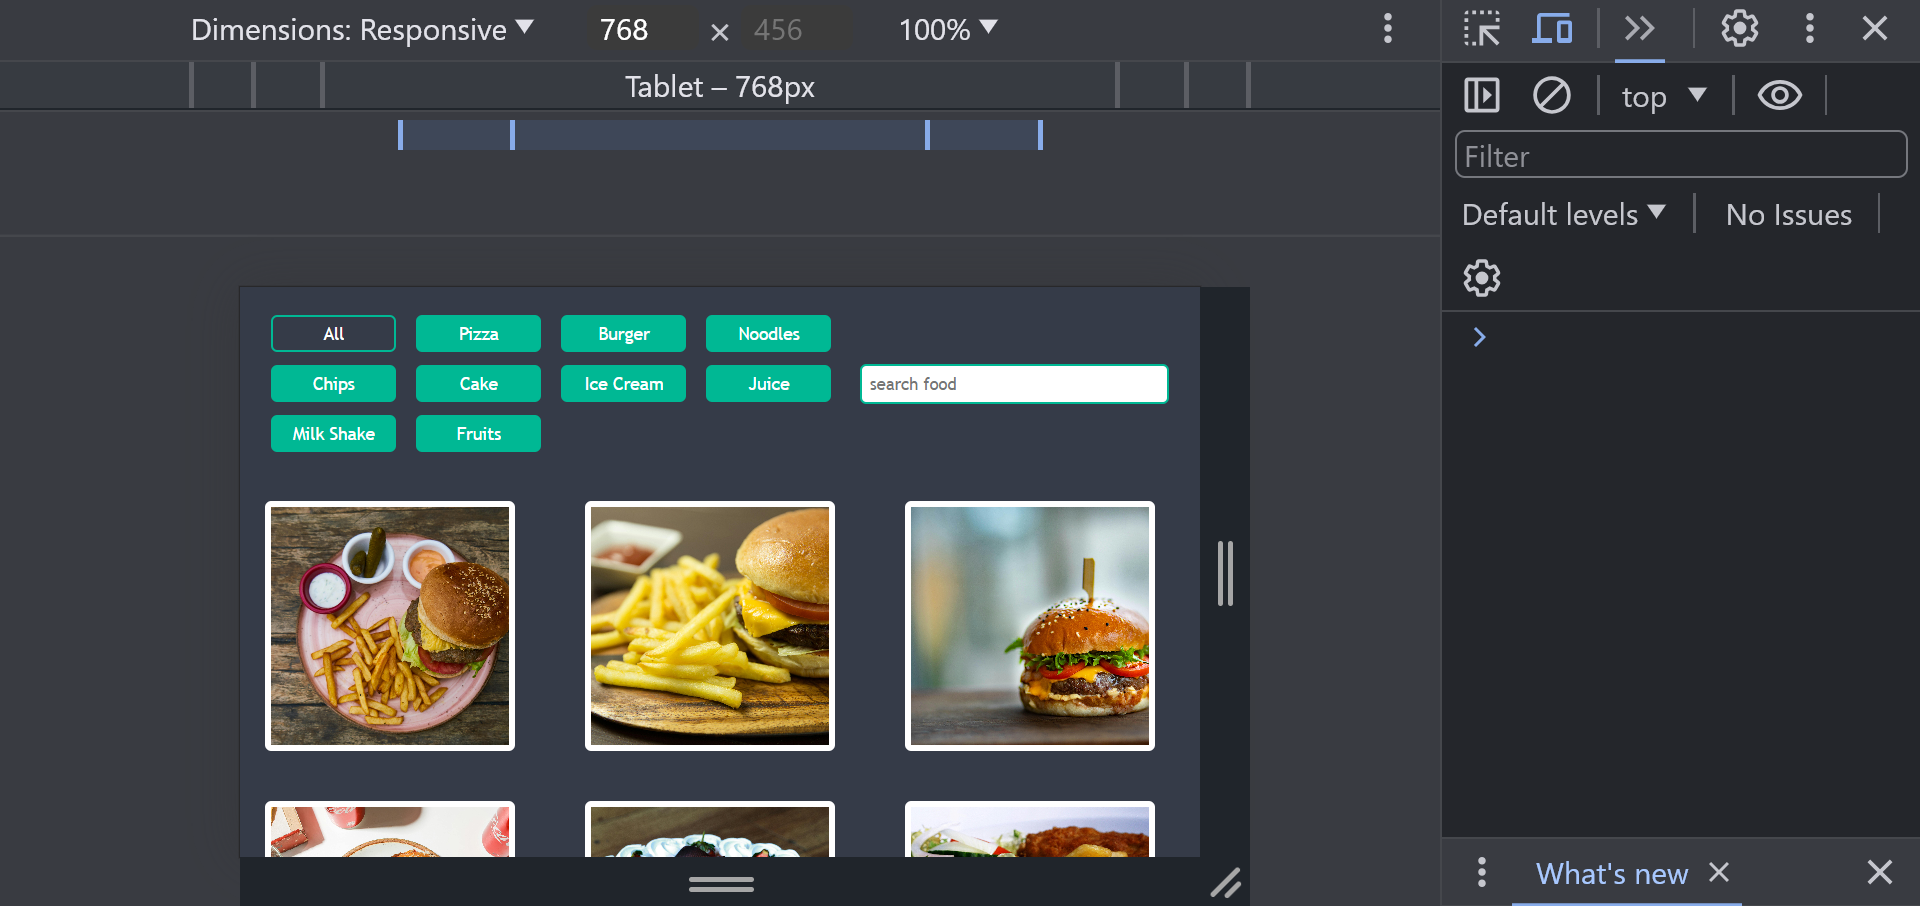 Dimensions: Responsive 768 × 456 100%
Tablet – 768px
top
Filter
Default levels No Issues
All Pizza Burger Noodles
Chips Cake Ice Cream Juice search food
Milk Shake Fruits
What's new